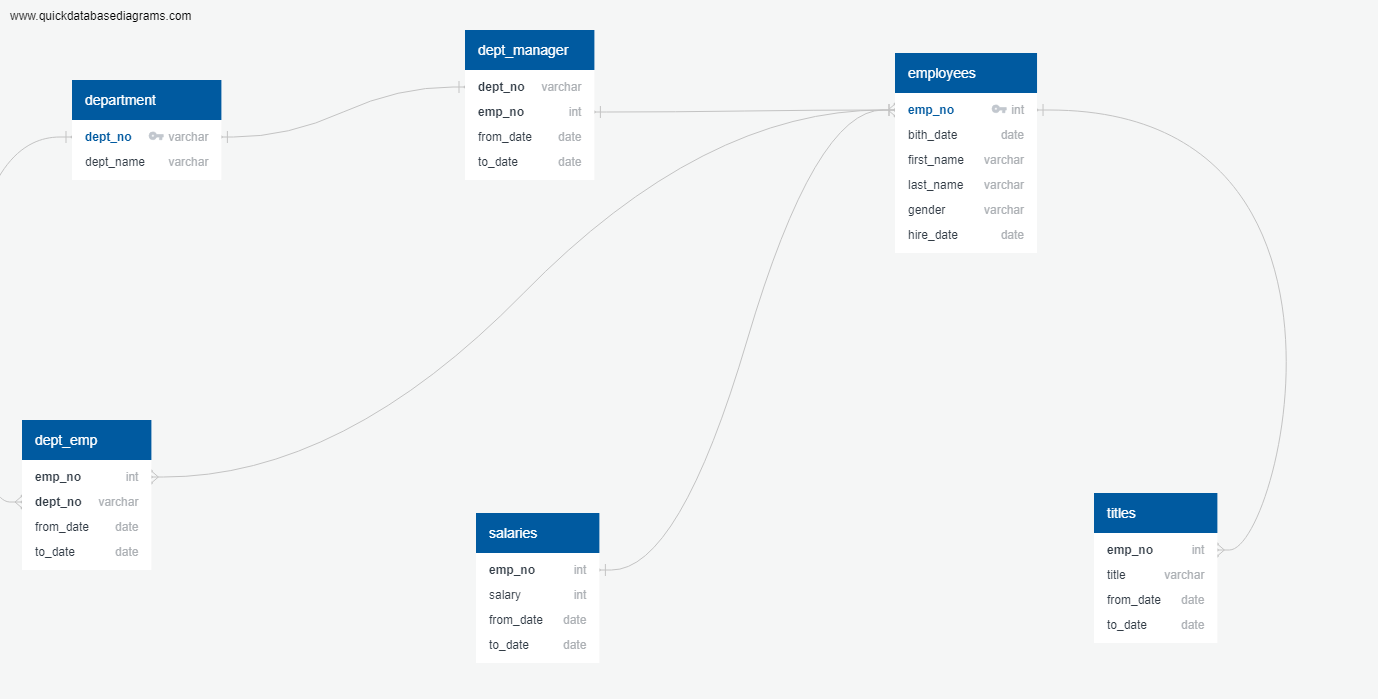 www.quickdatabasediagrams.com
department
dept_no varchar
dept_name varchar
dept_manager
dept_no varchar
emp_no int
from_date date
to_date date
employees
emp_no int
bith_date date
first_name varchar
last_name varchar
gender varchar
hire_date date
dept_emp
emp_no int
dept_no varchar
from_date date
to_date date
salaries
emp_no int
salary int
from_date date
to_date date
titles
emp_no int
title varchar
from_date date
to_date date